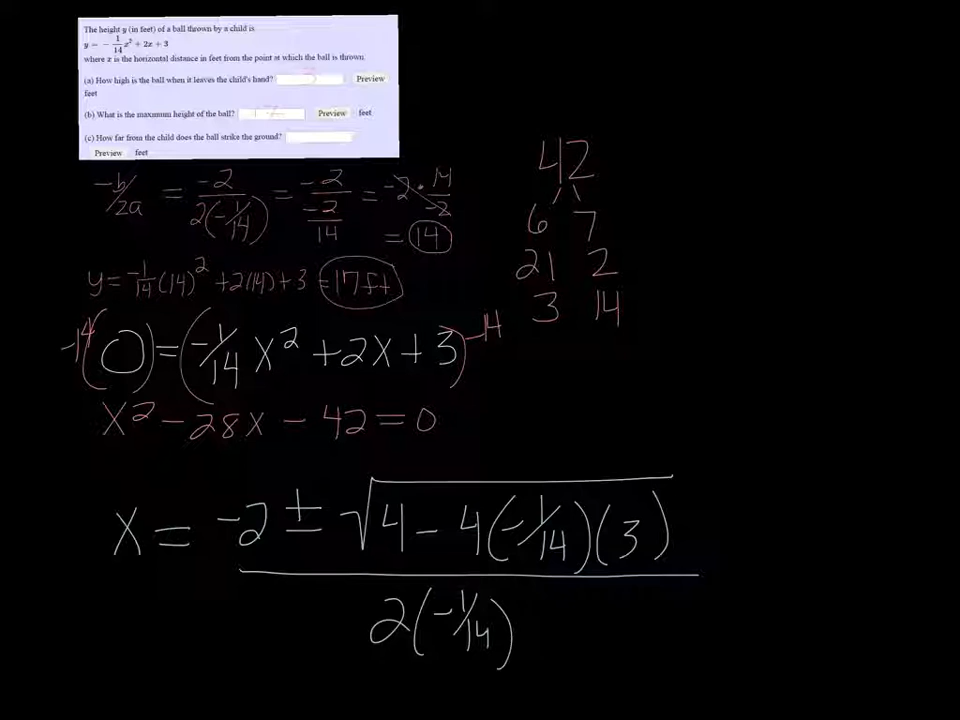 The height y (in feet) of a ball thrown by a child is
y = -1/14 x² + 2x + 3
where x is the horizontal distance in feet from the point at which the ball is thrown.
(a) How high is the ball when it leaves the child's hand? Preview
feet
(b) What is the maximum height of the ball? Preview feet
(c) How far from the child does the ball strike the ground?
Preview feet
-b/2a = -2/2(-1/14) = -2/(-2/14) = -2 • 14/-2
= 14
y = -1/14(14)² + 2(14) + 3 = 17ft
-14(0) = (-1/14 x² + 2x + 3)-14
x² - 28x - 42 = 0
x = (-2 ± √(4 - 4(-1/14)(3)))/2(-1/14)
42
6 7
21 2
3 14